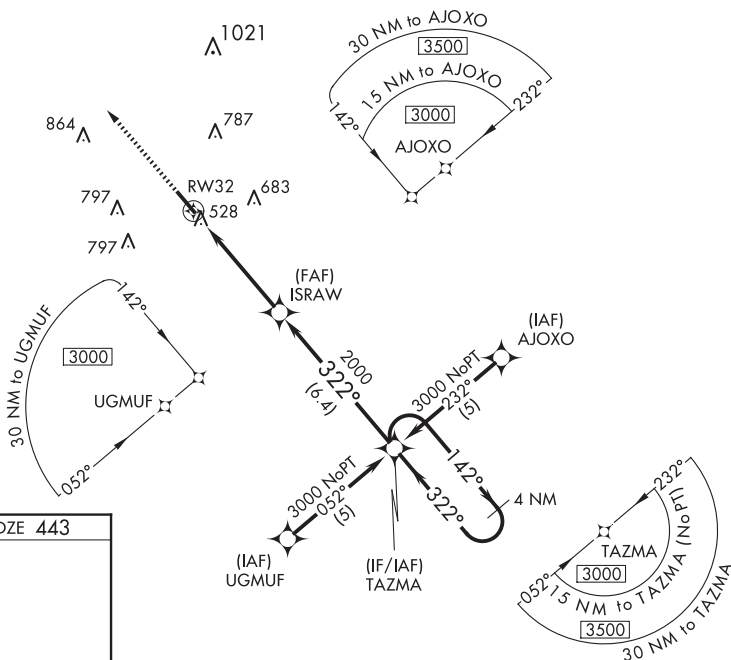 1021
30 NM to AJOXO
3500
15 NM to AJOXO
3000
142°
232°
AJOXO
864
787
RW32
683
797
528
797
(FAF)
ISRAW
142°
3000
30 NM to UGMUF
UGMUF
052°
(IAF)
AJOXO
2000
322°
(6.4)
3000 NoPT
232°
(5)
142°
322°
4 NM
3000 NoPT
052°
(5)
(IAF)
UGMUF
(IF/IAF)
TAZMA
232°
TAZMA
052°
3000
15 NM to TAZMA (NoPT)
3500
30 NM to TAZMA
DZE 443